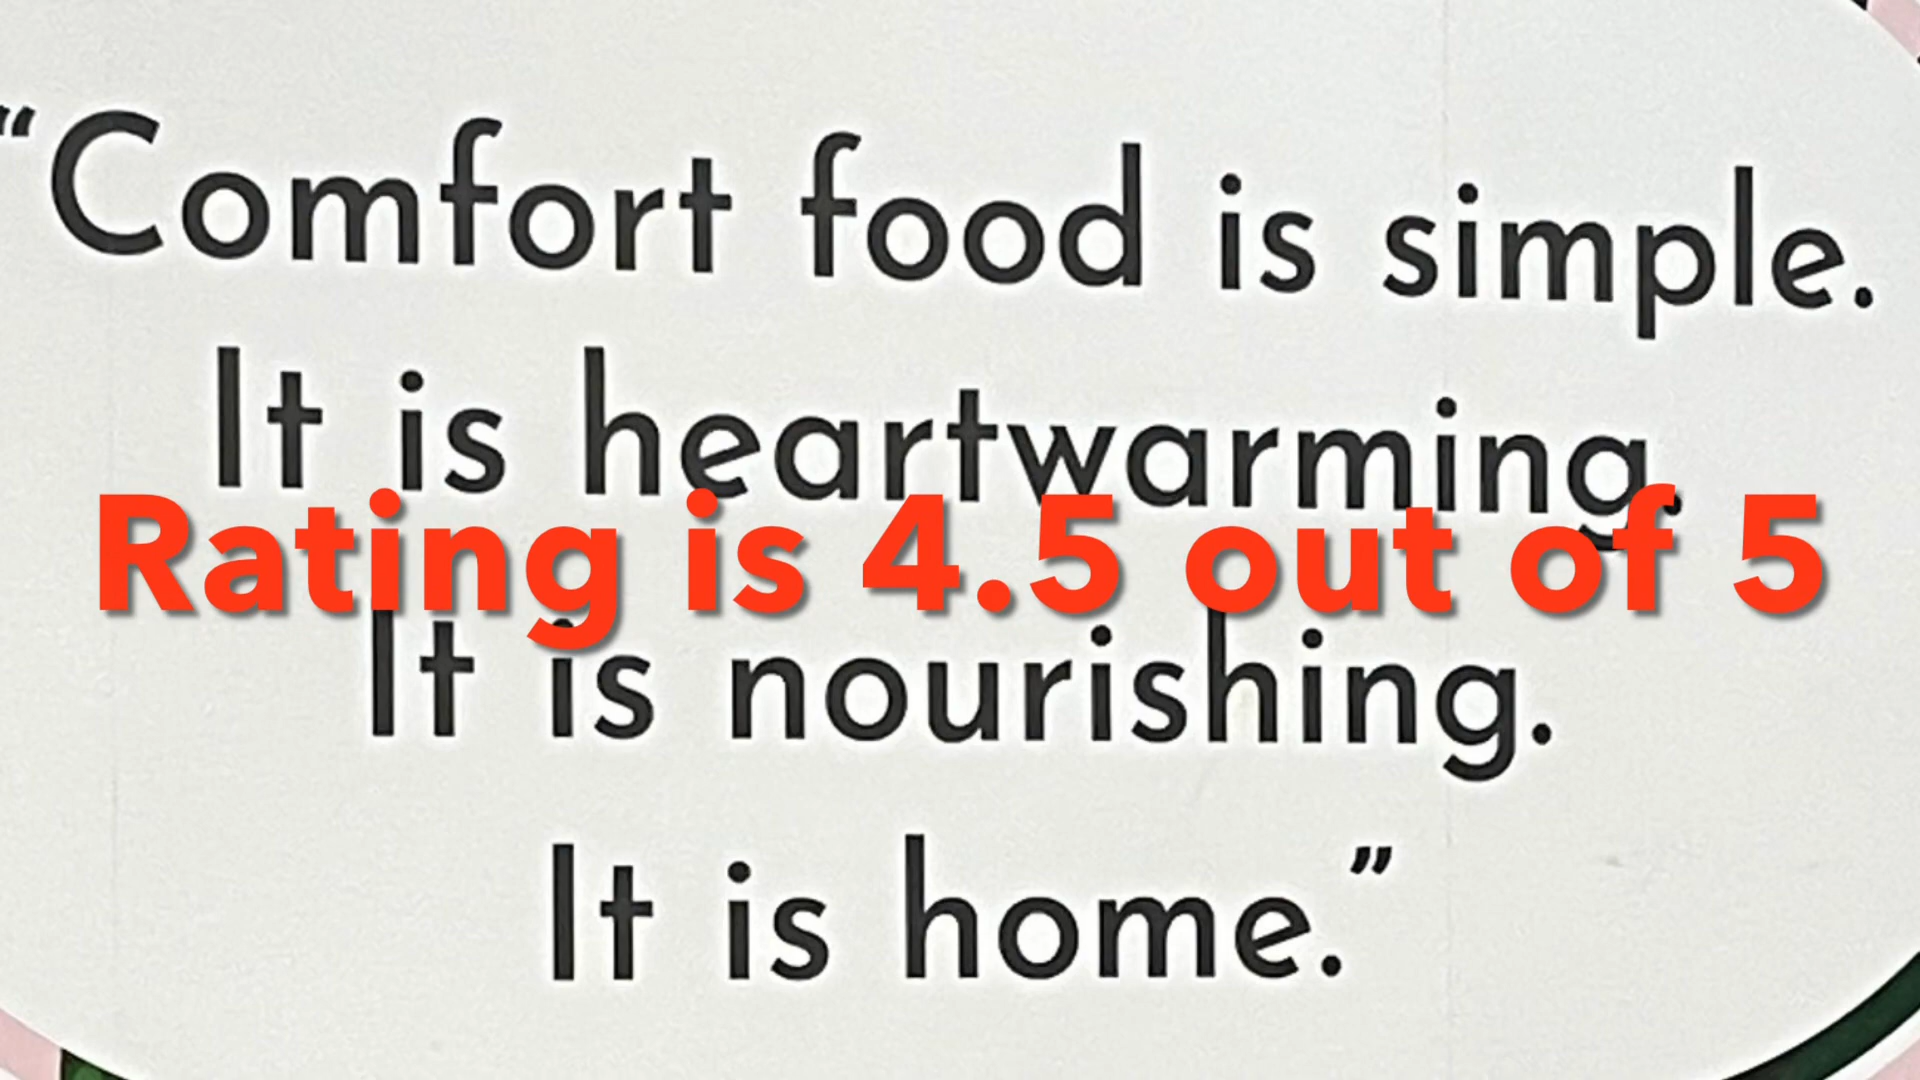 “Comfort food is simple.
It is heartwarming.
Rating is 4.5 out of 5
It is nourishing.
It is home.”